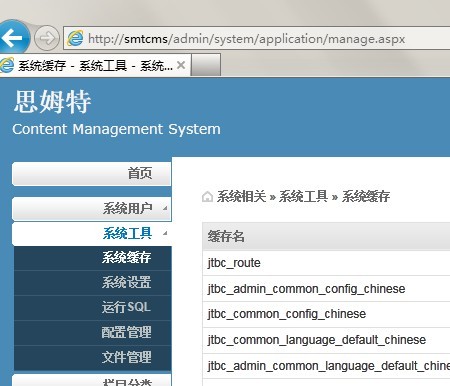 http://smtcms/admin/system/application/manage.aspx
系统缓存 - 系统工具 - 系统...
思姆特
Content Management System
首页
系统用户
系统工具
系统缓存
系统设置
运行SQL
配置管理
文件管理
栏目分类
系统相关 » 系统工具 » 系统缓存
缓存名
jtbc_route
jtbc_admin_common_config_chinese
jtbc_common_config_chinese
jtbc_common_language_default_chinese
jtbc_admin_common_language_default_chine